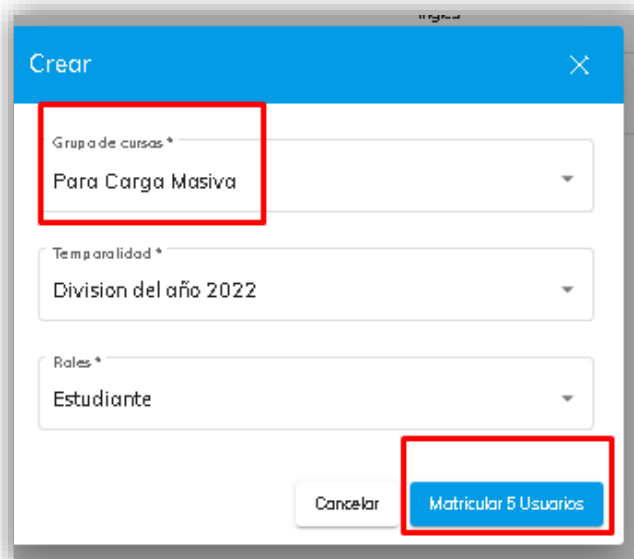 Crear
Grupo de cursos *
Para Carga Masiva
Temporalidad *
Division del año 2022
Roles *
Estudiante
Cancelar
Matricular 5 Usuarios